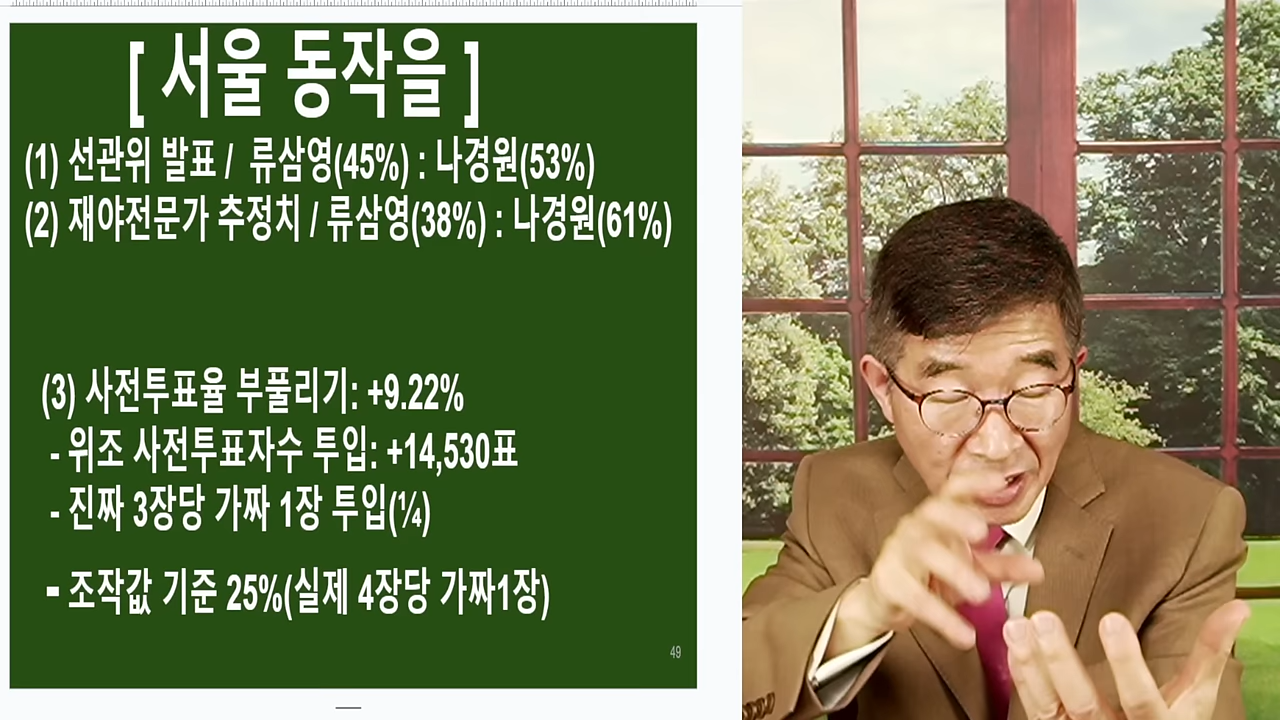 [ 서울 동작을 ]
(1) 선관위 발표 / 류삼영(45%) : 나경원(53%)
(2) 재야전문가 추정치 / 류삼영(38%) : 나경원(61%)
(3) 사전투표율 부풀리기: +9.22%
- 위조 사전투표자수 투입: +14,530표
- 진짜 3장당 가짜 1장 투입(¼)
- 조작값 기준 25%(실제 4장당 가짜1장)
49